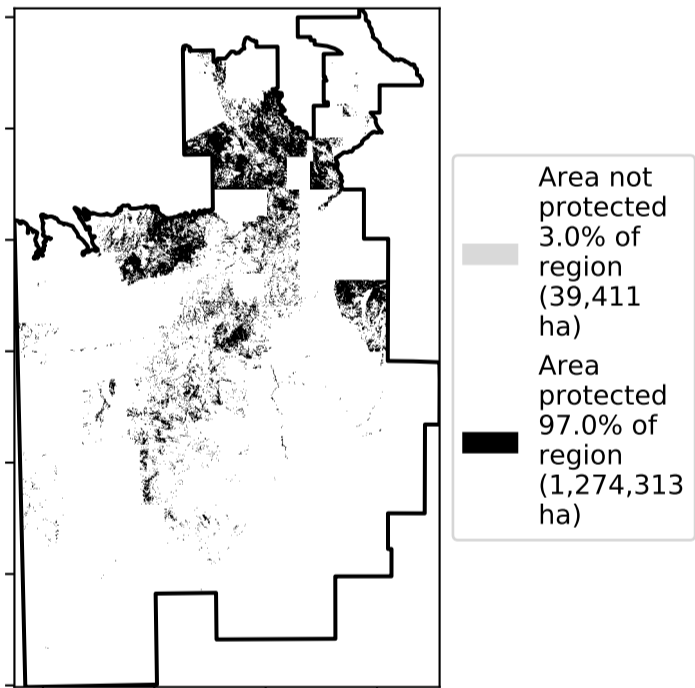 Area not
protected
3.0% of
region
(39,411
ha)
Area
protected
97.0% of
region
(1,274,313
ha)